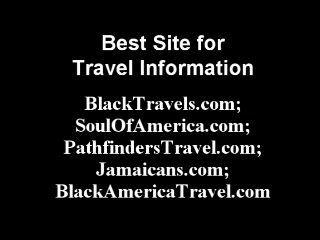 Best Site for
Travel Information
BlackTravels.com;
SoulOfAmerica.com;
PathfindersTravel.com;
Jamaicans.com;
BlackAmericaTravel.com